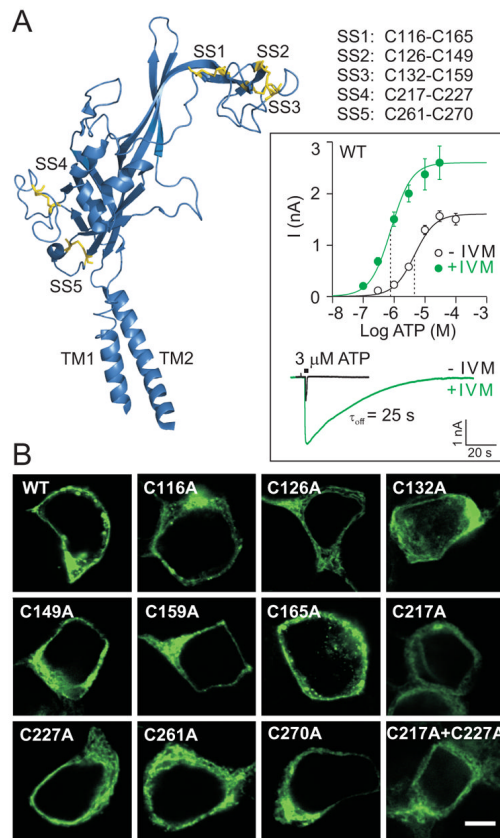 A
SS1
SS2
SS3
SS4
SS5
TM1
TM2
SS1: C116-C165
SS2: C126-C149
SS3: C132-C159
SS4: C217-C227
SS5: C261-C270
WT
I (nA)
3
2
1
0
-8 -7 -6 -5 -4 -3 -2
Log ATP (M)
- IVM
+IVM
3 μM ATP
- IVM
+IVM
τoff = 25 s
1 nA
20 s
B
WT
C116A
C126A
C132A
C149A
C159A
C165A
C217A
C227A
C261A
C270A
C217A+C227A